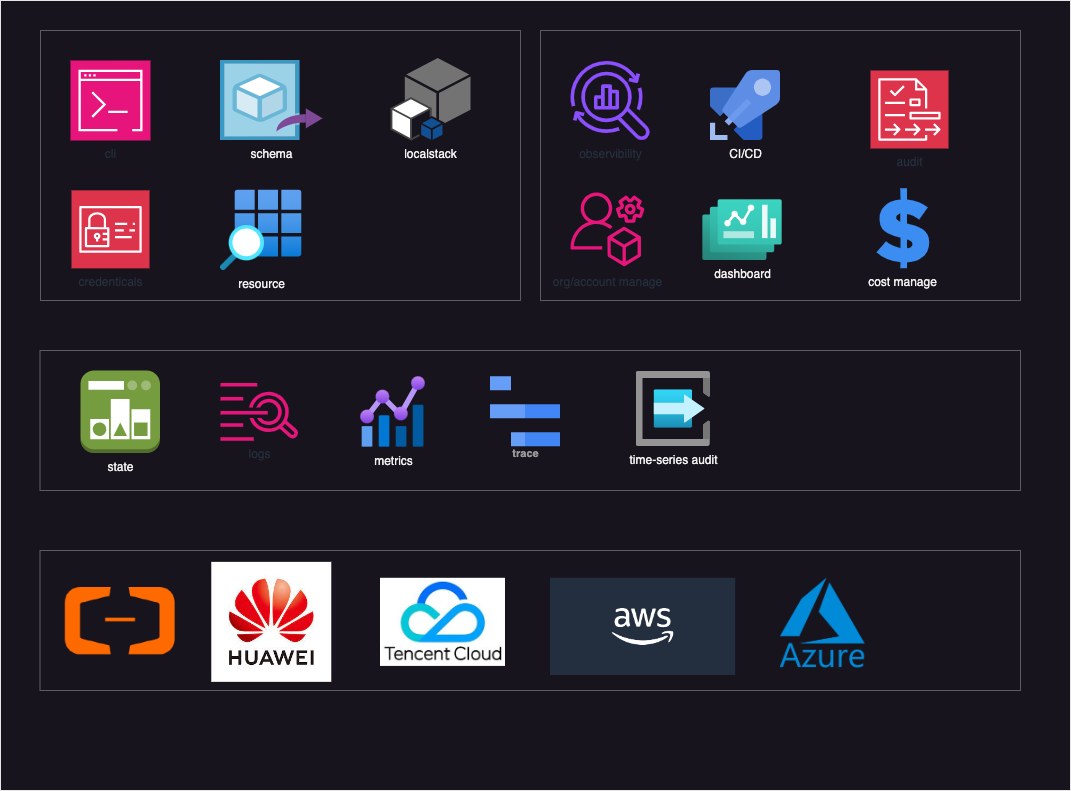 cli
schema
localstack
credenticals
resource
observibility
CI/CD
audit
org/account manage
dashboard
cost manage
state
logs
metrics
trace
time-series audit
HUAWEI
Tencent Cloud
aws
Azure